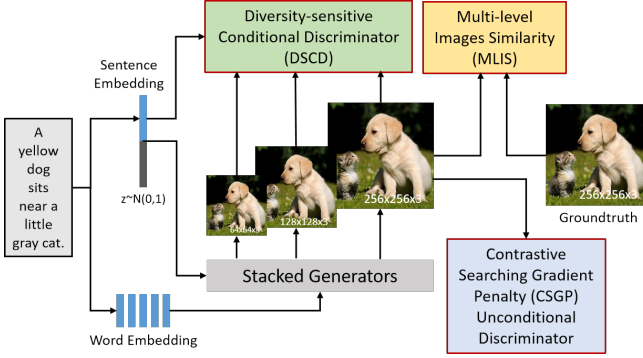 Diversity-sensitive
Conditional Discriminator
(DSCD)
Multi-level
Images Similarity
(MLIS)
Sentence
Embedding
A
yellow
dog
sits
near a
little
gray cat.
z~N(0,1)
64x64x3
128x128x3
256x256x3
256x256x3
Groundtruth
Stacked Generators
Word Embedding
Contrastive
Searching Gradient
Penalty (CSGP)
Unconditional
Discriminator